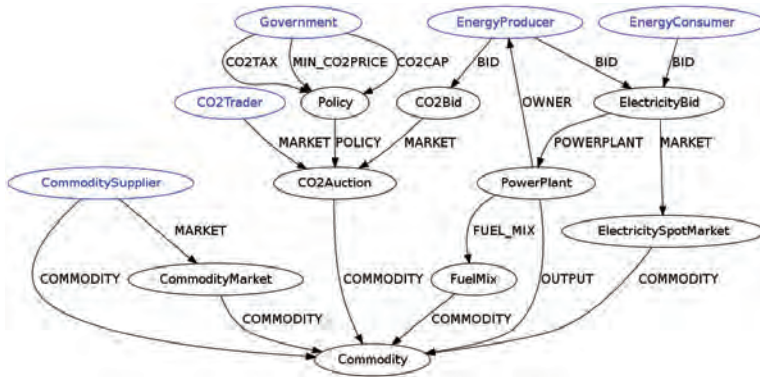 Government
EnergyProducer
EnergyConsumer
CO2TAX
MIN_CO2PRICE
CO2CAP
BID
BID
BID
CO2Trader
Policy
CO2Bid
OWNER
ElectricityBid
MARKET
POLICY
MARKET
POWERPLANT
MARKET
CommoditySupplier
CO2Auction
PowerPlant
MARKET
FUEL_MIX
ElectricitySpotMarket
COMMODITY
CommodityMarket
COMMODITY
FuelMix
OUTPUT
COMMODITY
COMMODITY
COMMODITY
Commodity